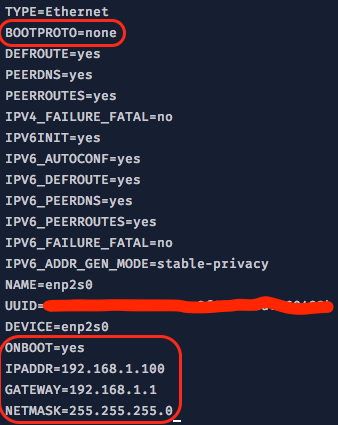 TYPE=Ethernet
BOOTPROTO=none
DEFROUTE=yes
PEERDNS=yes
PEERROUTES=yes
IPV4_FAILURE_FATAL=no
IPV6INIT=yes
IPV6_AUTOCONF=yes
IPV6_DEFROUTE=yes
IPV6_PEERDNS=yes
IPV6_PEERROUTES=yes
IPV6_FAILURE_FATAL=no
IPV6_ADDR_GEN_MODE=stable-privacy
NAME=enp2s0
UUID=
DEVICE=enp2s0
ONBOOT=yes
IPADDR=192.168.1.100
GATEWAY=192.168.1.1
NETMASK=255.255.255.0